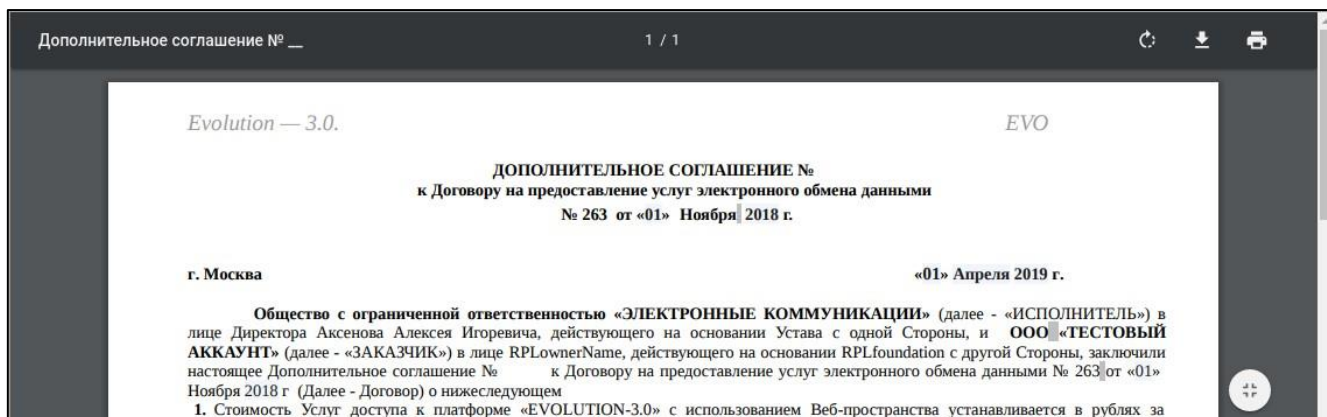 Дополнительное соглашение № __ 1 / 1
Evolution — 3.0. EVO
ДОПОЛНИТЕЛЬНОЕ СОГЛАШЕНИЕ №
к Договору на предоставление услуг электронного обмена данными
№ 263 от «01» Ноября 2018 г.
г. Москва «01» Апреля 2019 г.
Общество с ограниченной ответственностью «ЭЛЕКТРОННЫЕ КОММУНИКАЦИИ» (далее - «ИСПОЛНИТЕЛЬ») в
лице Директора Аксенова Алексея Игоревича, действующего на основании Устава с одной Стороны, и ООО «ТЕСТОВЫЙ
АККАУНТ» (далее - «ЗАКАЗЧИК») в лице RPLownerName, действующего на основании RPLfoundation с другой Стороны, заключили
настоящее Дополнительное соглашение № к Договору на предоставление услуг электронного обмена данными № 263 от «01»
Ноября 2018 г (Далее - Договор) о нижеследующем
1. Стоимость Услуг доступа к платформе «EVOLUTION-3.0» с использованием Веб-пространства устанавливается в рублях за